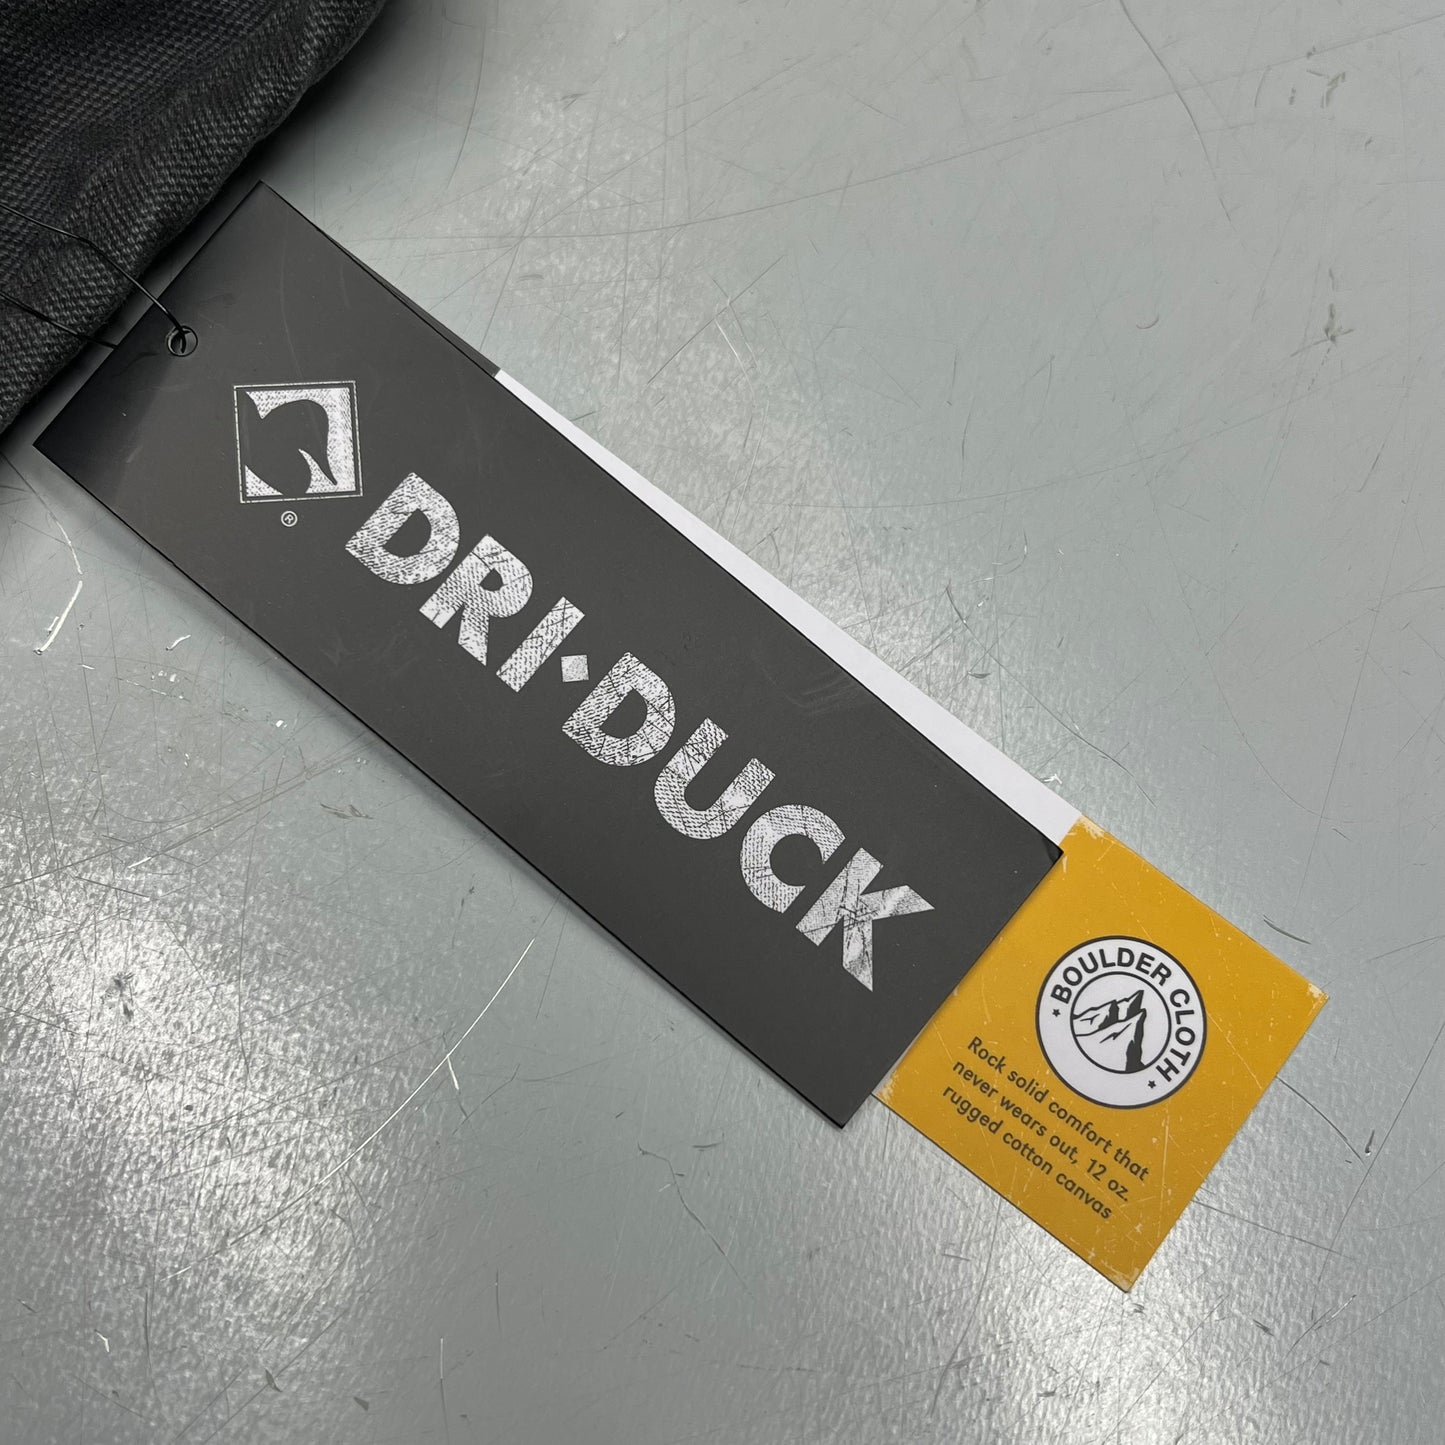 ®
DRI·DUCK
BOULDER CLOTH
Rock solid comfort that
never wears out, 12 oz.
rugged cotton canvas